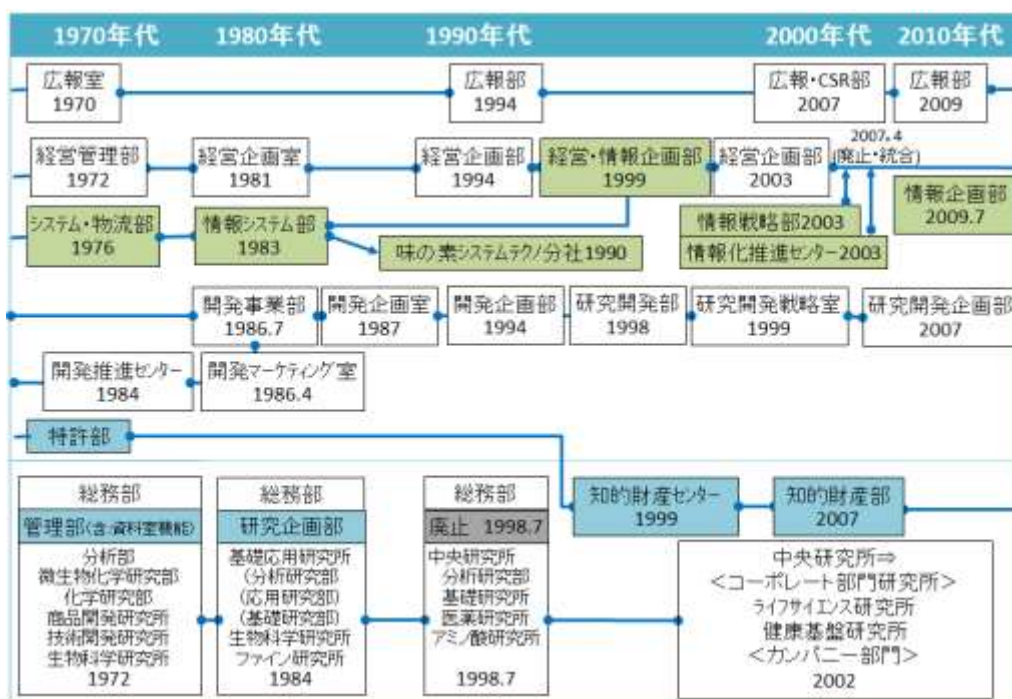 1970年代 1980年代 1990年代 2000年代 2010年代
広報室
1970
広報部
1994
広報・CSR部
2007
広報部
2009
経営管理部
1972
経営企画室
1981
経営企画部
1994
経営・情報企画部
1999
経営企画部
2003
2007.4
(廃止・統合)
システム・物流部
1976
情報システム部
1983
味の素システムテクノ分社1990
情報戦略部2003
情報化推進センター2003
情報企画部
2009.7
開発事業部
1986.7
開発企画室
1987
開発企画部
1994
研究開発部
1998
研究開発戦略室
1999
研究開発企画部
2007
開発推進センター
1984
開発マーケティング室
1986.4
特許部
知的財産センター
1999
知的財産部
2007
総務部
管理部(含:資料室機能)
分析部
微生物化学研究部
化学研究部
商品開発研究所
技術開発研究所
生物科学研究所
1972
総務部
研究企画部
基礎応用研究所
(分析研究部
(応用研究部)
(基礎研究部)
生物科学研究所
ファイン研究所
1984
総務部
廃止 1998.7
中央研究所
分析研究部
基礎研究所
医薬研究所
アミノ酸研究所
1998.7
中央研究所⇒
<コーポレート部門研究所>
ライフサイエンス研究所
健康基盤研究所
<カンパニー部門>
2002